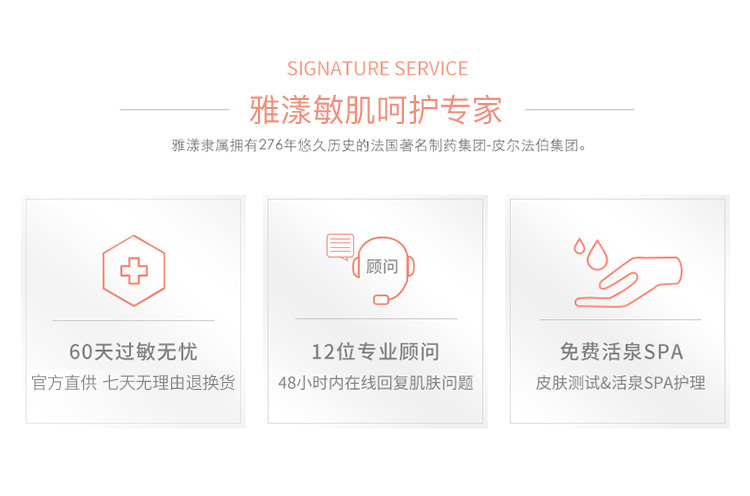 SIGNATURE SERVICE
雅漾敏肌呵护专家
雅漾隶属拥有276年悠久历史的法国著名制药集团-皮尔法伯集团。
顾问
60天过敏无忧
官方直供 七天无理由退换货
12位专业顾问
48小时内在线回复肌肤问题
免费活泉SPA
皮肤测试&活泉SPA护理